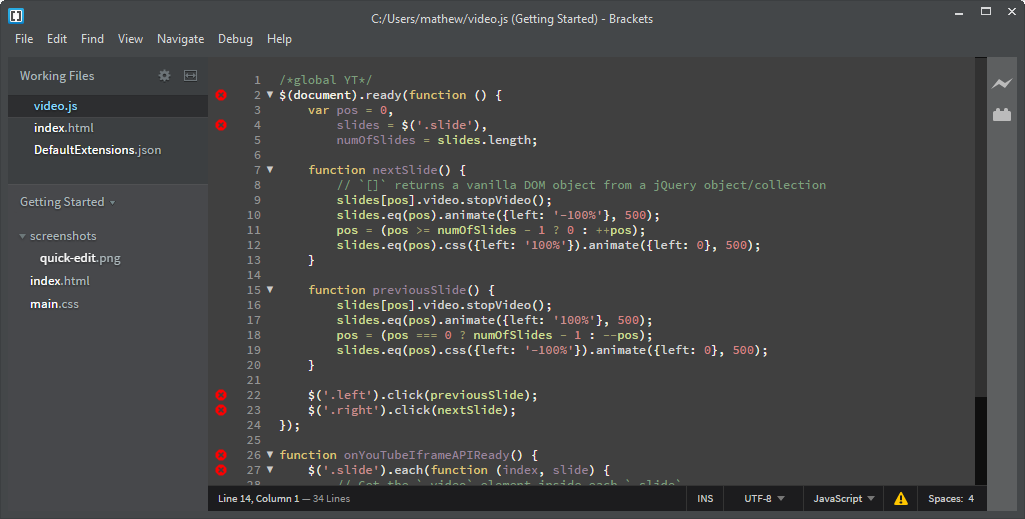 C:/Users/mathew/video.js (Getting Started) - Brackets
File Edit Find View Navigate Debug Help
Working Files
video.js
index.html
DefaultExtensions.json
Getting Started
screenshots
quick-edit.png
index.html
main.css
1 /*global YT*/
2 $(document).ready(function () {
3 var pos = 0,
4 slides = $('.slide'),
5 numOfSlides = slides.length;
6
7 function nextSlide() {
8 // `[]` returns a vanilla DOM object from a jQuery object/collection
9 slides[pos].video.stopVideo();
10 slides.eq(pos).animate({left: '-100%'}, 500);
11 pos = (pos >= numOfSlides - 1 ? 0 : ++pos);
12 slides.eq(pos).css({left: '100%'}).animate({left: 0}, 500);
13 }
14
15 function previousSlide() {
16 slides[pos].video.stopVideo();
17 slides.eq(pos).animate({left: '100%'}, 500);
18 pos = (pos === 0 ? numOfSlides - 1 : --pos);
19 slides.eq(pos).css({left: '-100%'}).animate({left: 0}, 500);
20 }
21
22 $('.left').click(previousSlide);
23 $('.right').click(nextSlide);
24 });
25
26 function onYouTubeIframeAPIReady() {
27 $('.slide').each(function (index, slide) {
28 // Get the `.video` element inside each `.slide`
Line 14, Column 1 — 34 Lines
INS UTF-8 JavaScript Spaces: 4